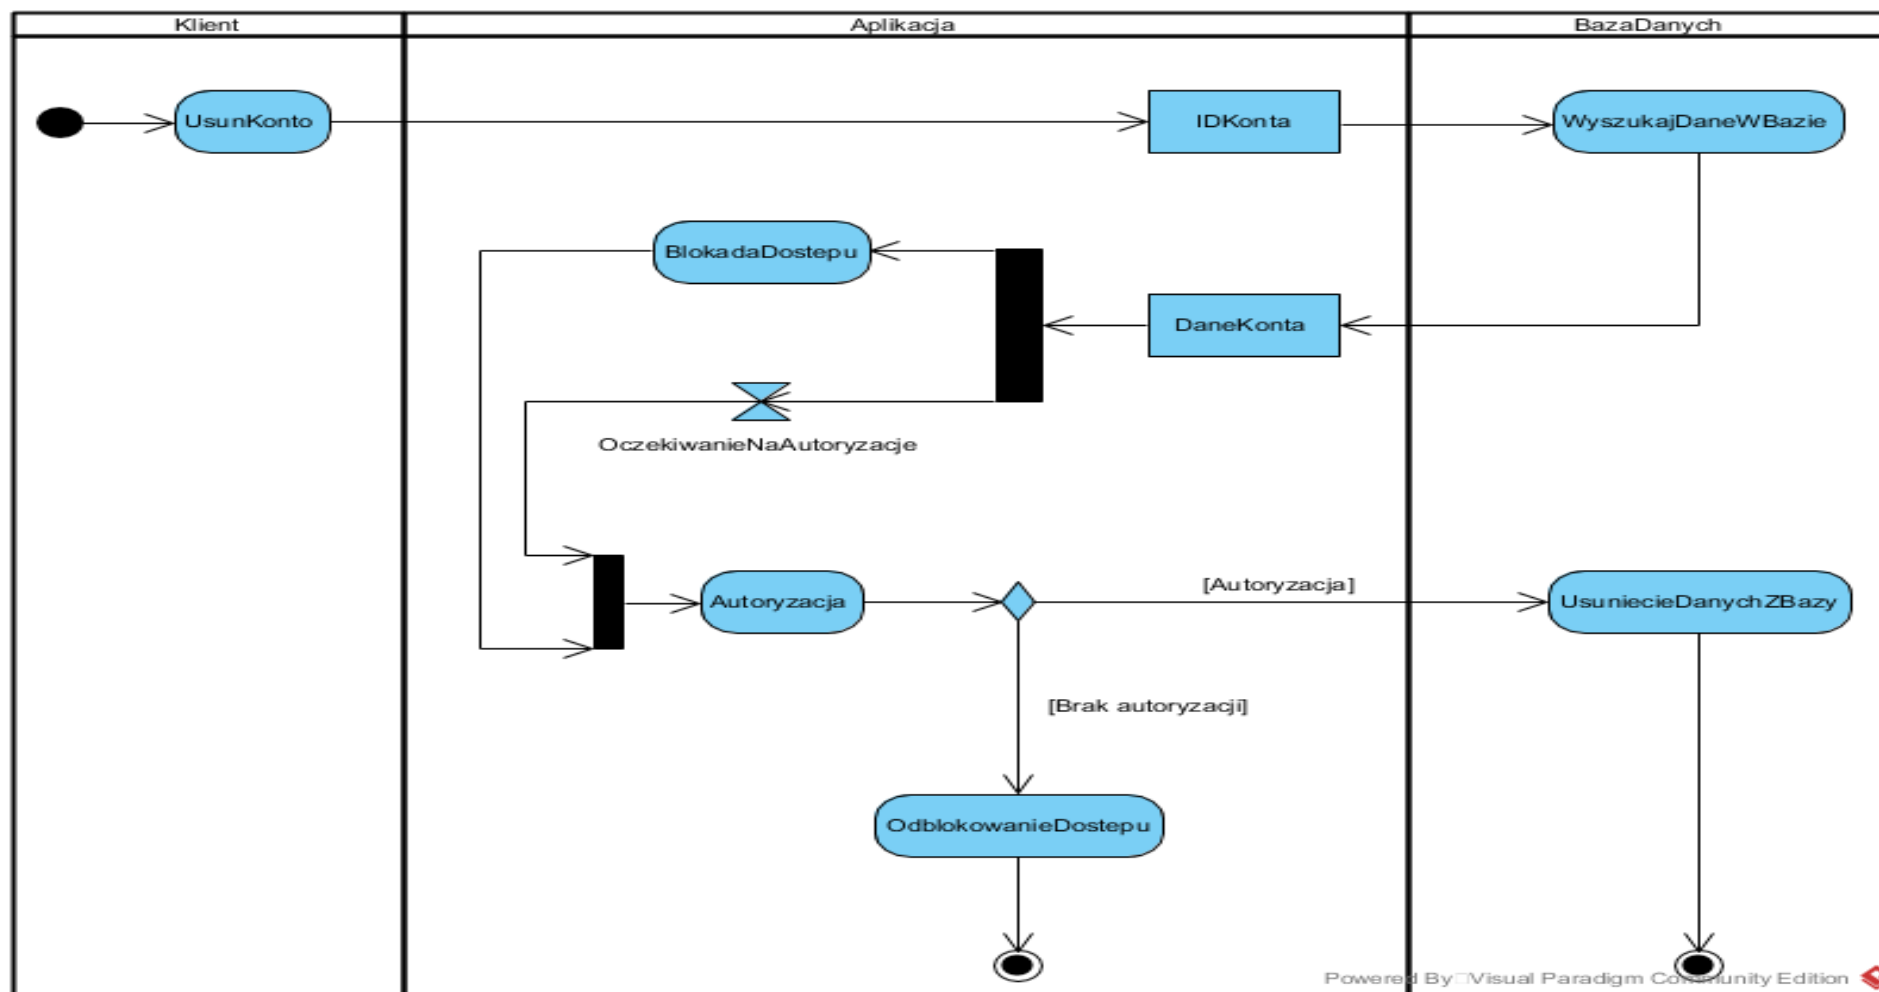 Klient
Aplikacja
BazaDanych
UsunKonto
IDKonta
WyszukajDaneWBazie
BlokadaDostepu
DaneKonta
OczekiwanieNaAutoryzacje
[Autoryzacja]
Autoryzacja
UsuniecieDanychZBazy
[Brak autoryzacji]
OdblokowanieDostepu
Powered By Visual Paradigm Community Edition